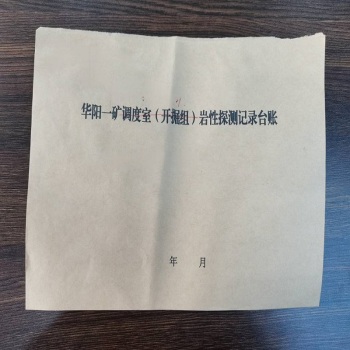 华阳一矿调度室(开掘组)岩性探测记录台账
年 月